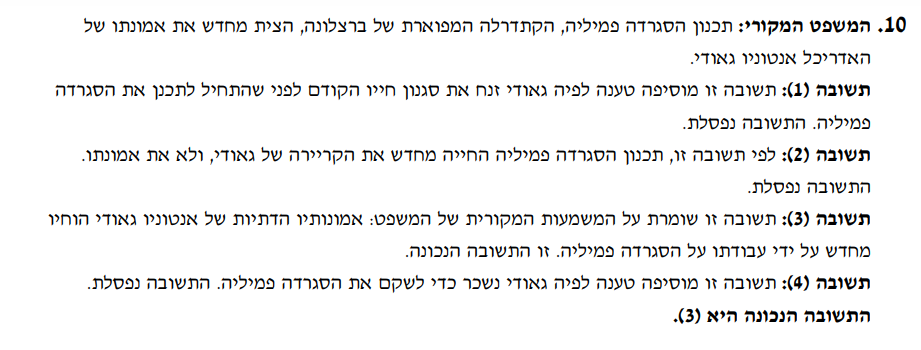 10. המשפט המקורי: תכנון הסגרדה פמיליה, הקתדרלה המפוארת של ברצלונה, הצית מחדש את אמונתו של
האדריכל אנטוניו גאודי.
תשובה (1): תשובה זו מוסיפה טענה לפיה גאודי זנח את סגנון חייו הקודם לפני שהתחיל לתכנן את הסגרדה
פמיליה. התשובה נפסלת.
תשובה (2): לפי תשובה זו, תכנון הסגרדה פמיליה החייה מחדש את הקריירה של גאודי, ולא את אמונתו.
התשובה נפסלת.
תשובה (3): תשובה זו שומרת על המשמעות המקורית של המשפט: אמונותיו הדתיות של אנטוניו גאודי הוחיו
מחדש על ידי עבודתו על הסגרדה פמיליה. זו התשובה הנכונה.
תשובה (4): תשובה זו מוסיפה טענה לפיה גאודי נשכר כדי לשקם את הסגרדה פמיליה. התשובה נפסלת.
התשובה הנכונה היא (3).